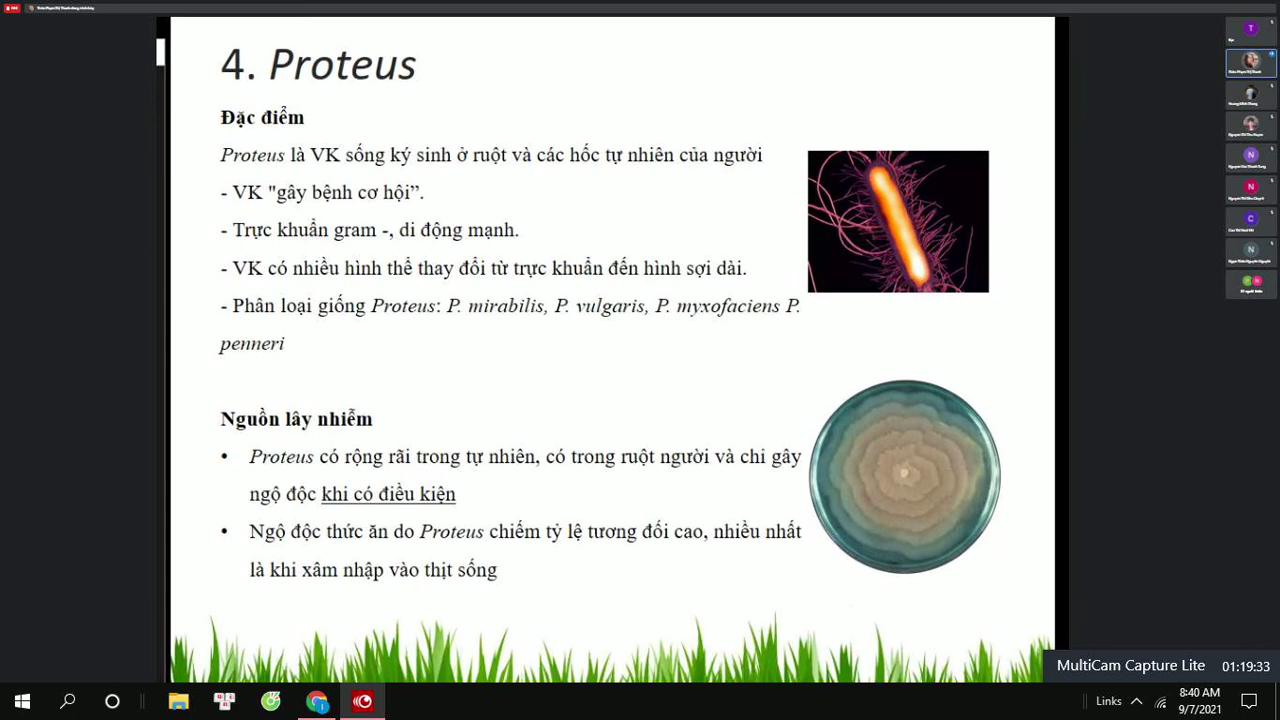 4. Proteus
Đặc điểm
Proteus là VK sống ký sinh ở ruột và các hốc tự nhiên của người
- VK "gây bệnh cơ hội”.
- Trực khuẩn gram -, di động mạnh.
- VK có nhiều hình thể thay đổi từ trực khuẩn đến hình sợi dài.
- Phân loại giống Proteus: P. mirabilis, P. vulgaris, P. myxofaciens P.
penneri
Nguồn lây nhiễm
• Proteus có rộng rãi trong tự nhiên, có trong ruột người và chi gây
ngộ độc khi có điều kiện
• Ngộ độc thức ăn do Proteus chiếm tỷ lệ tương đối cao, nhiều nhất
là khi xâm nhập vào thịt sống
T
N
N
C
N
N
MultiCam Capture Lite 01:19:33
Links
8:40 AM
9/7/2021